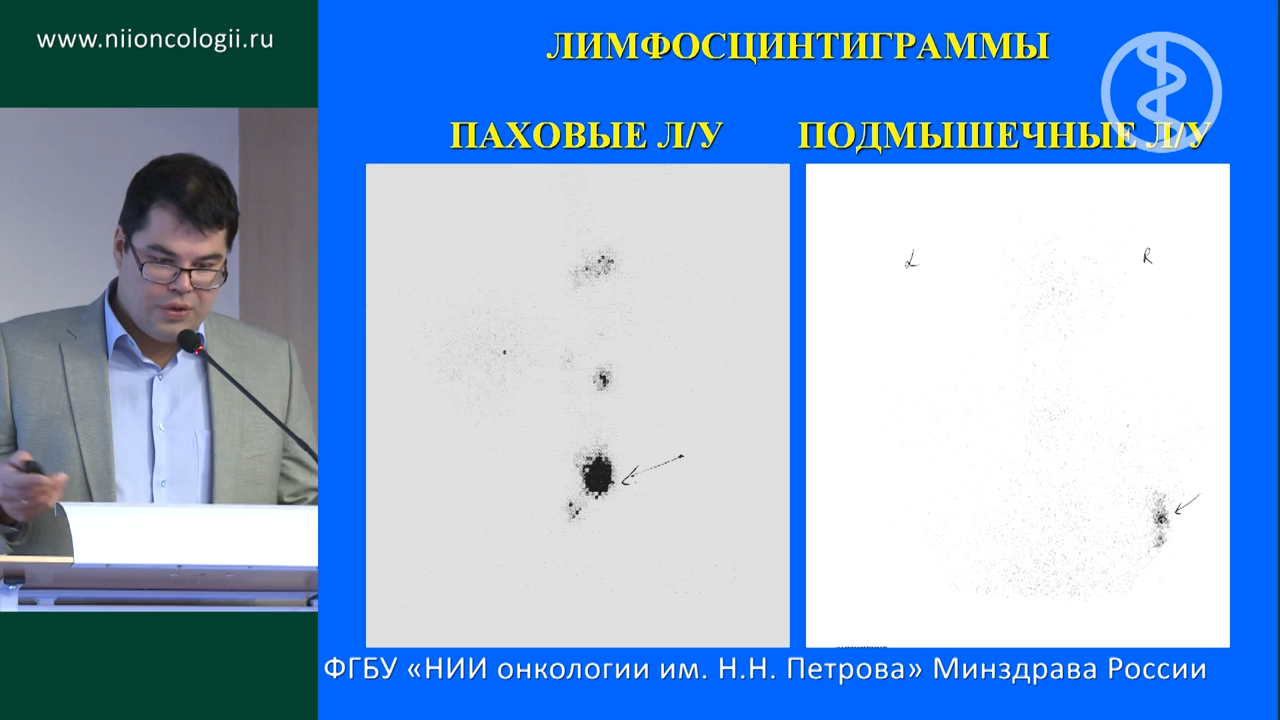 www.niioncologii.ru
ЛИМФОСЦИНТИГРАММЫ
ПАХОВЫЕ Л/У
ПОДМЫШЕЧНЫЕ Л/У
L
R
ФГБУ «НИИ онкологии им. Н.Н. Петрова» Минздрава России